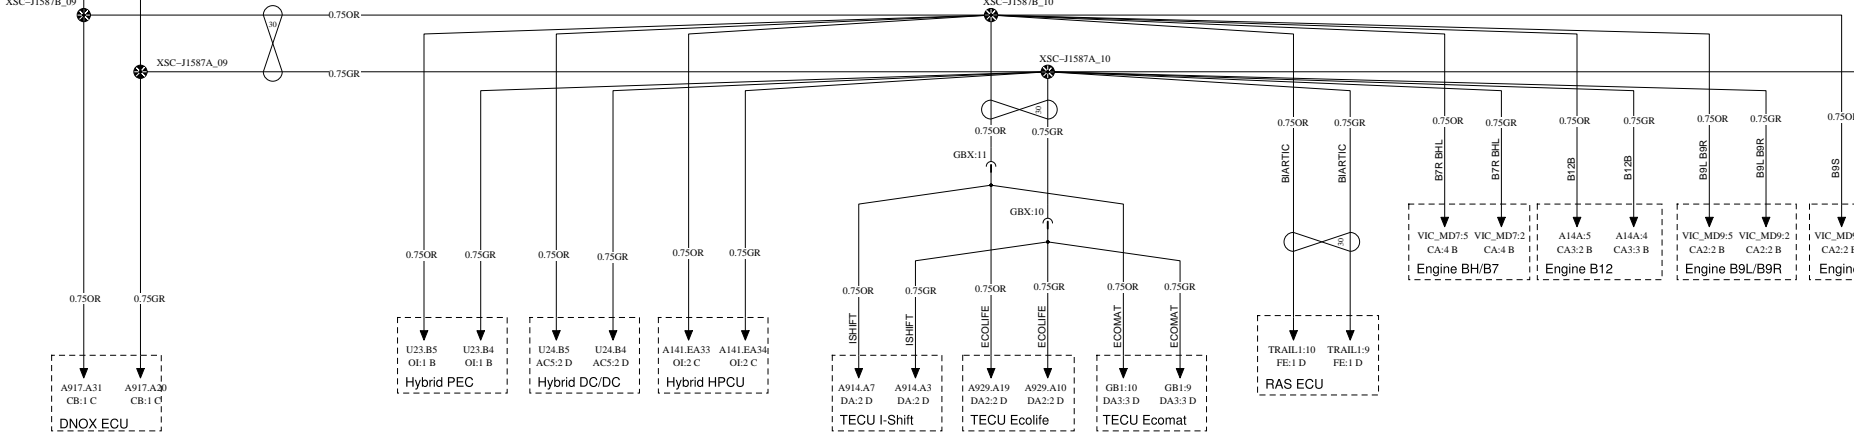 XSC–J1587B_09
XSC–J1587B_10
30
0.75OR
XSC–J1587A_09
XSC–J1587A_10
0.75GR
30
0.75OR
0.75GR
GBX:11
GBX:10
0.75OR
0.75GR
BIARTIC
BIARTIC
30
0.75OR
0.75GR
B7R BHL
B7R BHL
0.75OR
0.75GR
B12B
B12B
0.75OR
0.75GR
B9L B9R
B9L B9R
B9S
VIC_MD7:5 VIC_MD7:2
CA:4 B CA:4 B
Engine BH/B7
A14A:5 A14A:4
CA3:2 B CA3:3 B
Engine B12
VIC_MD9:5 VIC_MD9:2
CA2:2 B CA2:2 B
Engine B9L/B9R
VIC_MD9
CA2:2 B
Engine
0.75OR 0.75GR
0.75OR 0.75GR
0.75OR 0.75GR
0.75OR 0.75GR
0.75OR 0.75GR
0.75OR 0.75GR
0.75OR 0.75GR
ISHIFT
ISHIFT
ECOLIFE
ECOLIFE
ECOMAT
ECOMAT
A917.A31 A917.A20
CB:1 C CB:1 C
DNOX ECU
U23.B5 U23.B4
OI:1 B OI:1 B
Hybrid PEC
U24.B5 U24.B4
AC5:2 D AC5:2 D
Hybrid DC/DC
A141.EA33 A141.EA34
OI:2 C OI:2 C
Hybrid HPCU
A914.A7 A914.A3
DA:2 D DA:2 D
TECU I-Shift
A929.A19 A929.A10
DA2:2 D DA2:2 D
TECU Ecolife
GB1:10 GB1:9
DA3:3 D DA3:3 D
TECU Ecomat
TRAIL1:10 TRAIL1:9
FE:1 D FE:1 D
RAS ECU